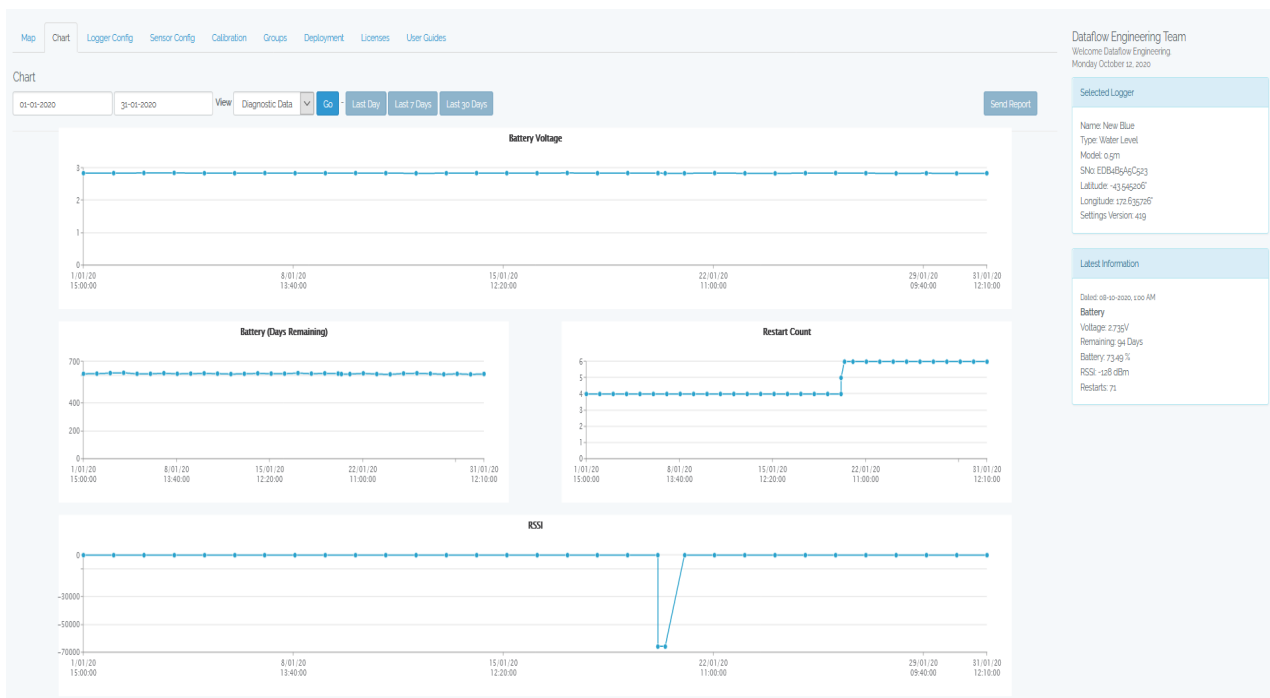 Map Chart Logger Config Sensor Config Calibration Groups Deployment Licenses User Guides
Chart
01-01-2020 31-01-2020 View Diagnostic Data Go - Last Day Last 7 Days Last 30 Days Send Report
Battery Voltage
3
2
1
0
1/01/20 8/01/20 15/01/20 22/01/20 29/01/20 31/01/20
15:00:00 13:40:00 12:20:00 11:00:00 09:40:00 12:10:00
Battery (Days Remaining)
700
400
200
0
1/01/20 8/01/20 15/01/20 22/01/20 31/01/20
15:00:00 13:40:00 12:20:00 11:00:00 12:10:00
Restart Count
6
5
4
3
2
1
0
1/01/20 8/01/20 15/01/20 22/01/20 31/01/20
15:00:00 13:40:00 12:20:00 11:00:00 12:10:00
RSSI
0
-30000
-50000
-70000
1/01/20 8/01/20 15/01/20 22/01/20 29/01/20 31/01/20
15:00:00 13:40:00 12:20:00 11:00:00 09:40:00 12:10:00
Dataflow Engineering Team
Welcome Dataflow Engineering.
Monday October 12, 2020
Selected Logger
Name: New Blue
Type: Water Level
Model: 0.5m
SNo: EDB4B5A5C523
Latitude: -43.545206°
Longitude: 172.635726°
Settings Version: 419
Latest Information
Dated: 08-10-2020, 1:00 AM
Battery
Voltage: 2.735V
Remaining: 94 Days
Battery: 73.49 %
RSSI: -128 dBm
Restarts: 71